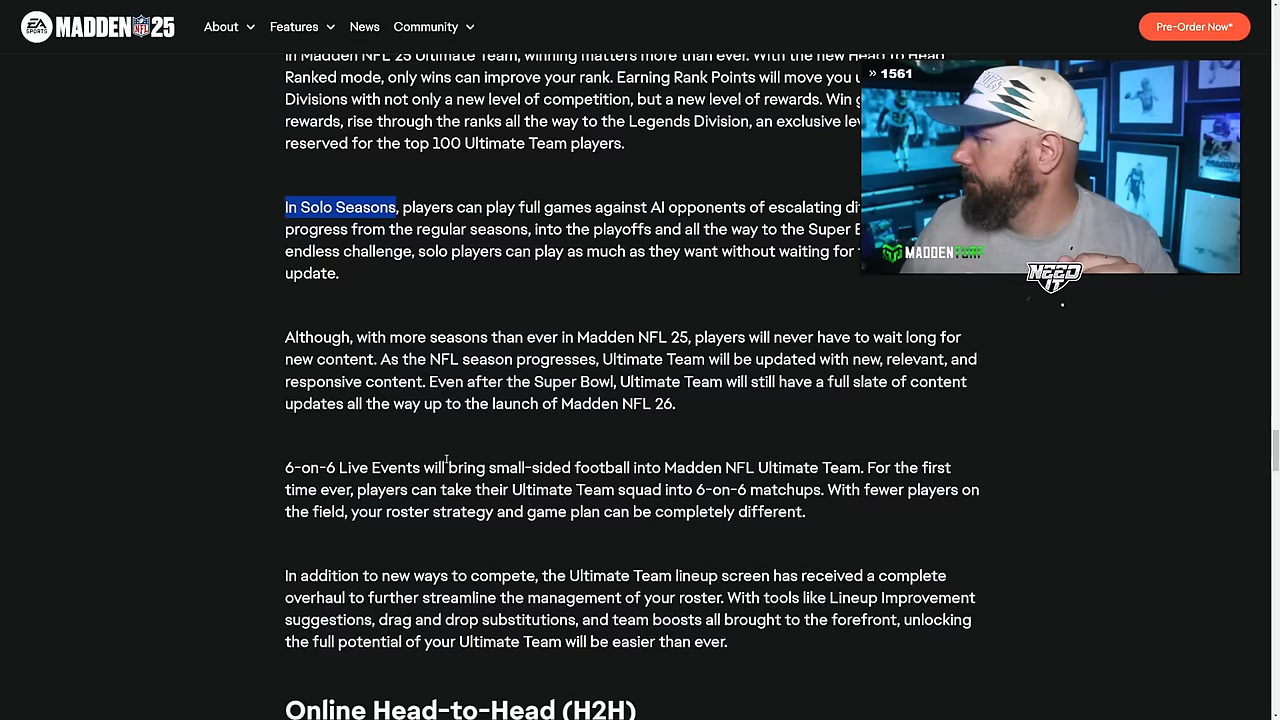 EA SPORTS MADDEN NFL 25 About Features News Community Pre-Order Now*
In Madden NFL 25 Ultimate Team, winning matters more than ever. With the new Head to Head
Ranked mode, only wins can improve your rank. Earning Rank Points will move you
Divisions with not only a new level of competition, but a new level of rewards. Win
rewards, rise through the ranks all the way to the Legends Division, an exclusive
reserved for the top 100 Ultimate Team players.
» 1561
MADDENTURF
NEED IT
MADDEN
In Solo Seasons, players can play full games against AI opponents of escalating
progress from the regular seasons, into the playoffs and all the way to the Super
endless challenge, solo players can play as much as they want without waiting for
update.
Although, with more seasons than ever in Madden NFL 25, players will never have to wait long for
new content. As the NFL season progresses, Ultimate Team will be updated with new, relevant, and
responsive content. Even after the Super Bowl, Ultimate Team will still have a full slate of content
updates all the way up to the launch of Madden NFL 26.
6-on-6 Live Events will bring small-sided football into Madden NFL Ultimate Team. For the first
time ever, players can take their Ultimate Team squad into 6-on-6 matchups. With fewer players on
the field, your roster strategy and game plan can be completely different.
In addition to new ways to compete, the Ultimate Team lineup screen has received a complete
overhaul to further streamline the management of your roster. With tools like Lineup Improvement
suggestions, drag and drop substitutions, and team boosts all brought to the forefront, unlocking
the full potential of your Ultimate Team will be easier than ever.
Online Head-to-Head (H2H)